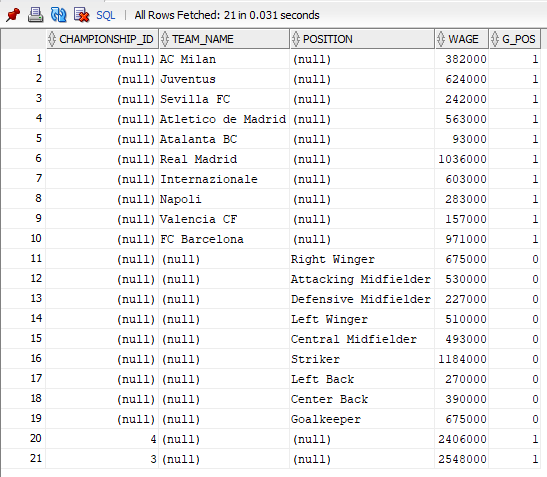 SQL | All Rows Fetched: 21 in 0.031 seconds
CHAMPIONSHIP_ID TEAM_NAME POSITION WAGE G_POS
1 (null) AC Milan (null) 382000 1
2 (null) Juventus (null) 624000 1
3 (null) Sevilla FC (null) 242000 1
4 (null) Atletico de Madrid (null) 563000 1
5 (null) Atalanta BC (null) 93000 1
6 (null) Real Madrid (null) 1036000 1
7 (null) Internazionale (null) 603000 1
8 (null) Napoli (null) 283000 1
9 (null) Valencia CF (null) 157000 1
10 (null) FC Barcelona (null) 971000 1
11 (null) (null) Right Winger 675000 0
12 (null) (null) Attacking Midfielder 530000 0
13 (null) (null) Defensive Midfielder 227000 0
14 (null) (null) Left Winger 510000 0
15 (null) (null) Central Midfielder 493000 0
16 (null) (null) Striker 1184000 0
17 (null) (null) Left Back 270000 0
18 (null) (null) Center Back 390000 0
19 (null) (null) Goalkeeper 675000 0
20 4 (null) (null) 2406000 1
21 3 (null) (null) 2548000 1